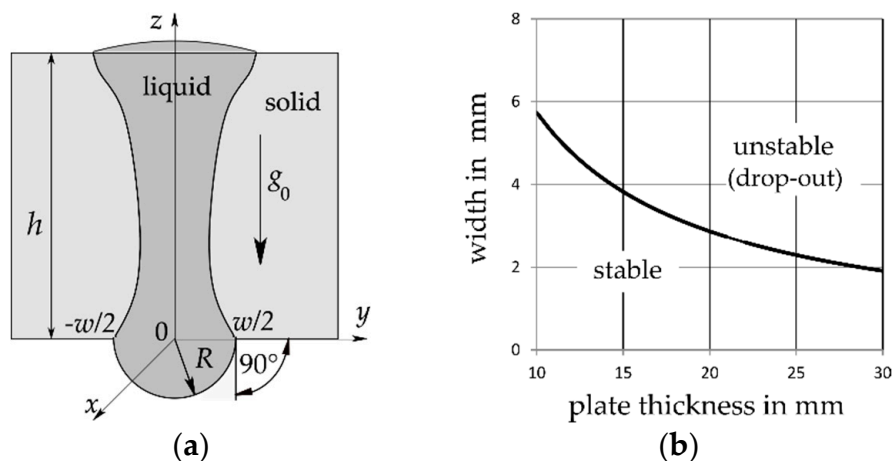 z
liquid
solid
h
g0
-w/2
0
w/2
y
R
90°
x
(a)
width in mm
8
6
4
2
0
unstable
(drop-out)
stable
10 15 20 25 30
plate thickness in mm
(b)